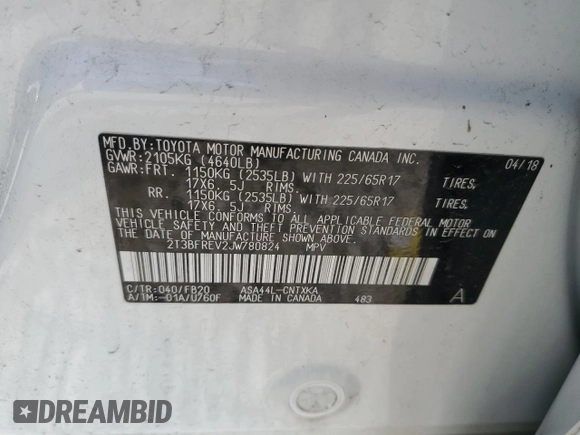 MFD.BY:TOYOTA MOTOR MANUFACTURING CANADA INC. 04/18
GVWR:2105KG (4640LB)
GAWR:FRT. 1150KG (2535LB) WITH 225/65R17 TIRES,
17X6.5J RIMS.
RR. 1150KG (2535LB) WITH 225/65R17 TIRES,
17X6.5J RIMS.
THIS VEHICLE CONFORMS TO ALL APPLICABLE FEDERAL MOTOR
VEHICLE SAFETY AND THEFT PREVENTION STANDARDS IN EFFECT ON
THE DATE OF MANUFACTURE SHOWN ABOVE.
2T3BFREV2JW780824 MPV
C/TR:040/FB20 ASA44L-CNTXKA
A/TM:-01A/U760F MADE IN CANADA 483 A
DREAMBID